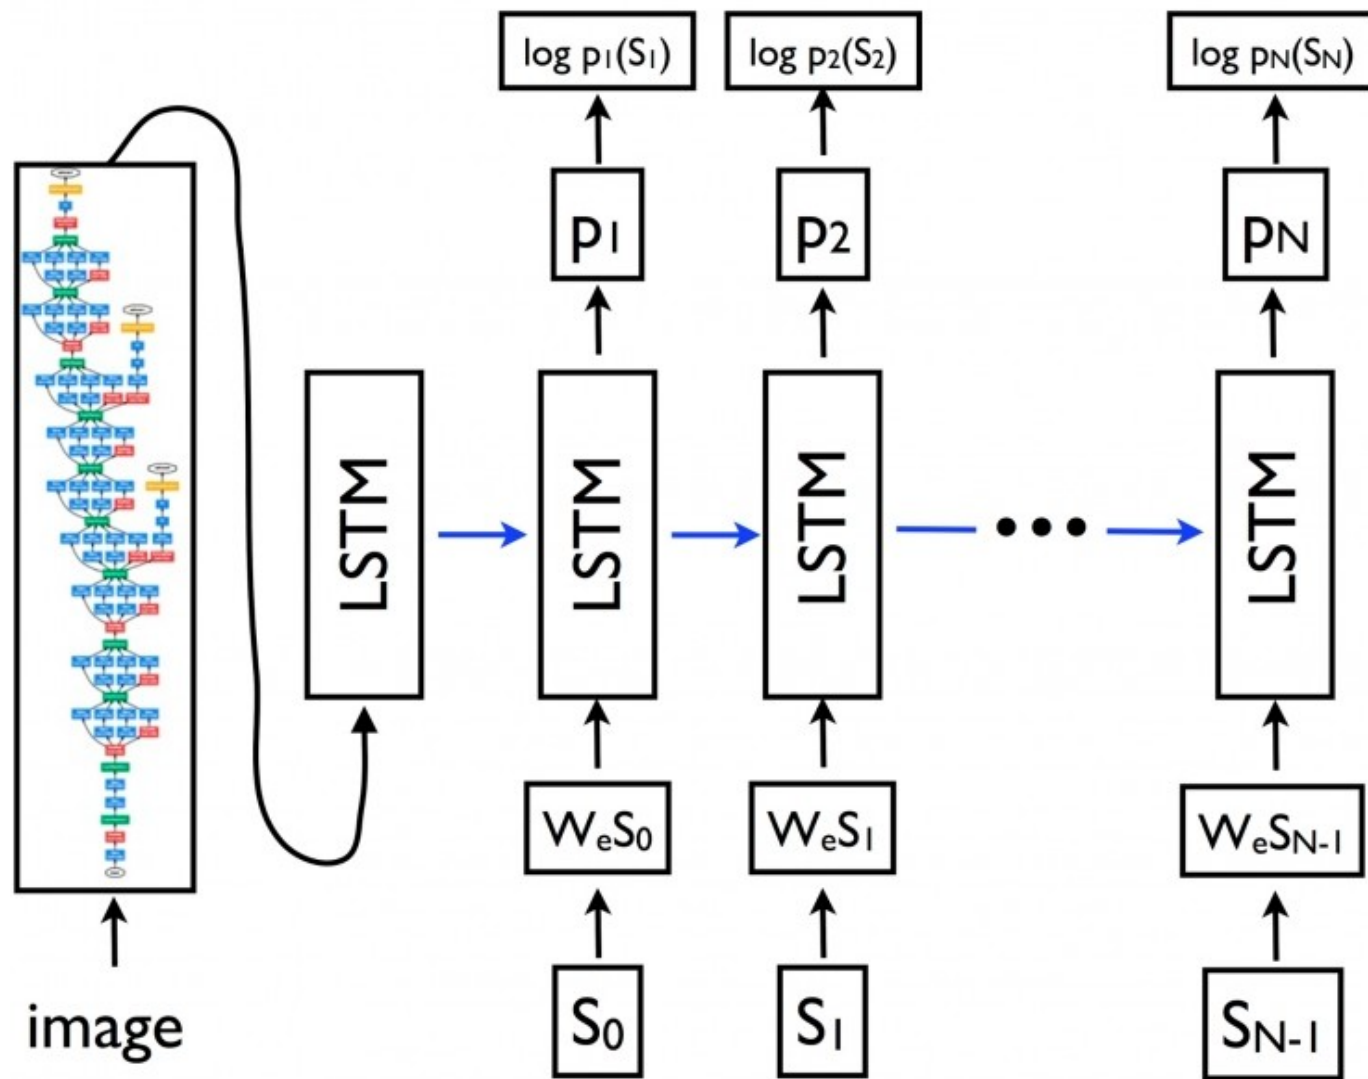 log p1(S1) log p2(S2) log pN(SN)
p1 p2 pN
LSTM LSTM LSTM LSTM
WeS0 WeS1 WeSN-1
image S0 S1 SN-1